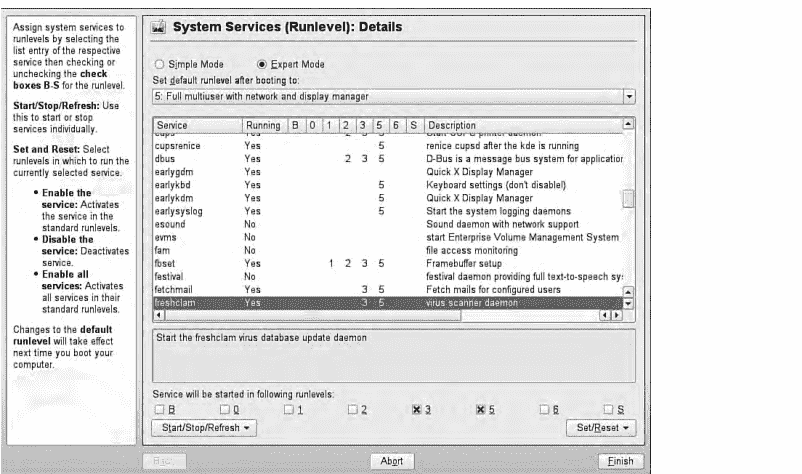 Assign system services to
runlevels by selecting the
list entry of the respective
service then checking or
unchecking the check
boxes B-S for the runlevel.
Start/Stop/Refresh: Use
this to start or stop
services individually.
Set and Reset: Select
runlevels in which to run the
currently selected service.
• Enable the
service: Activates
the service in the
standard runlevels.
• Disable the
service: Deactivates
service.
• Enable all
services: Activates
all services in their
standard runlevels.
Changes to the default
runlevel will take effect
next time you boot your
computer.
System Services (Runlevel): Details
Simple Mode Expert Mode
Set default runlevel after booting to:
5: Full multiuser with network and display manager
Service Running B 0 1 2 3 5 6 S Description
cups Yes 2 3 5 printer daemon
cupsrenice Yes 5 renice cupsd after the kde is running
dbus Yes 2 3 5 D-Bus is a message bus system for application
earlygdm Yes Quick X Display Manager
earlykbd Yes 5 Keyboard settings (don't disable!)
earlykdm Yes 5 Quick X Display Manager
earlysyslog Yes 5 Start the system logging daemons
esound No Sound daemon with network support
evms No start Enterprise Volume Management System
fam No file access monitoring
fbset Yes 1 2 3 5 Framebuffer setup
festival No festival daemon providing full text-to-speech sy
fetchmail Yes 3 5 Fetch mails for configured users
freshclam Yes 3 5 virus scanner daemon
Start the freshclam virus database update daemon
Service will be started in following runlevels:
B 0 1 2 3 5 6 S
Start/Stop/Refresh Set/Reset
Back Abort Finish